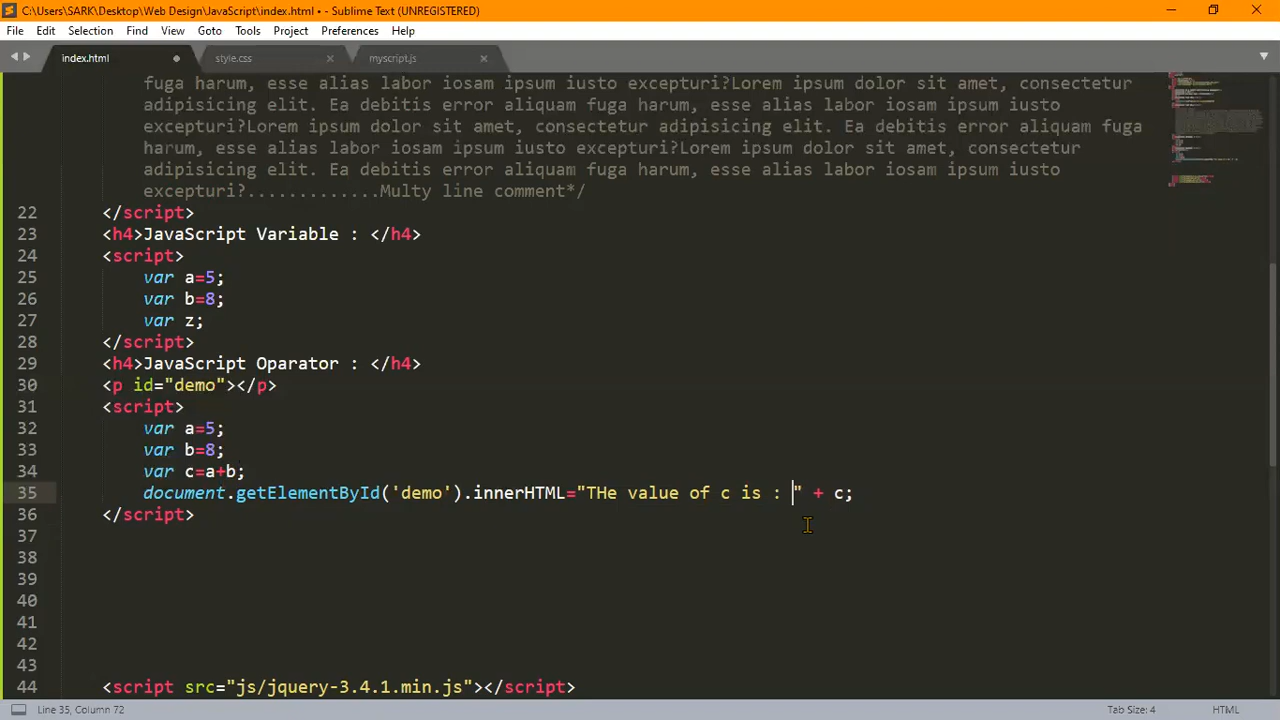 C:\Users\SARK\Desktop\Web Design\JavaScript\index.html • - Sublime Text (UNREGISTERED)
File Edit Selection Find View Goto Tools Project Preferences Help
index.html style.css myscript.js
fuga harum, esse alias labor iosam ipsum iusto excepturi?Lorem ipsum dolor sit amet, consectetur
adipisicing elit. Ea debitis error aliquam fuga harum, esse alias labor iosam ipsum iusto
excepturi?Lorem ipsum dolor sit amet, consectetur adipisicing elit. Ea debitis error aliquam fuga
harum, esse alias labor iosam ipsum iusto excepturi?Lorem ipsum dolor sit amet, consectetur
adipisicing elit. Ea debitis error aliquam fuga harum, esse alias labor iosam ipsum iusto
excepturi?.............Multy line comment*/
22 </script>
23 <h4>JavaScript Variable : </h4>
24 <script>
25 var a=5;
26 var b=8;
27 var z;
28 </script>
29 <h4>JavaScript Oparator : </h4>
30 <p id="demo"></p>
31 <script>
32 var a=5;
33 var b=8;
34 var c=a+b;
35 document.getElementById('demo').innerHTML="THe value of c is : " + c;
36 </script>
37
38
39
40
41
42
43
44 <script src="js/jquery-3.4.1.min.js"></script>
Line 35, Column 72 Tab Size: 4 HTML